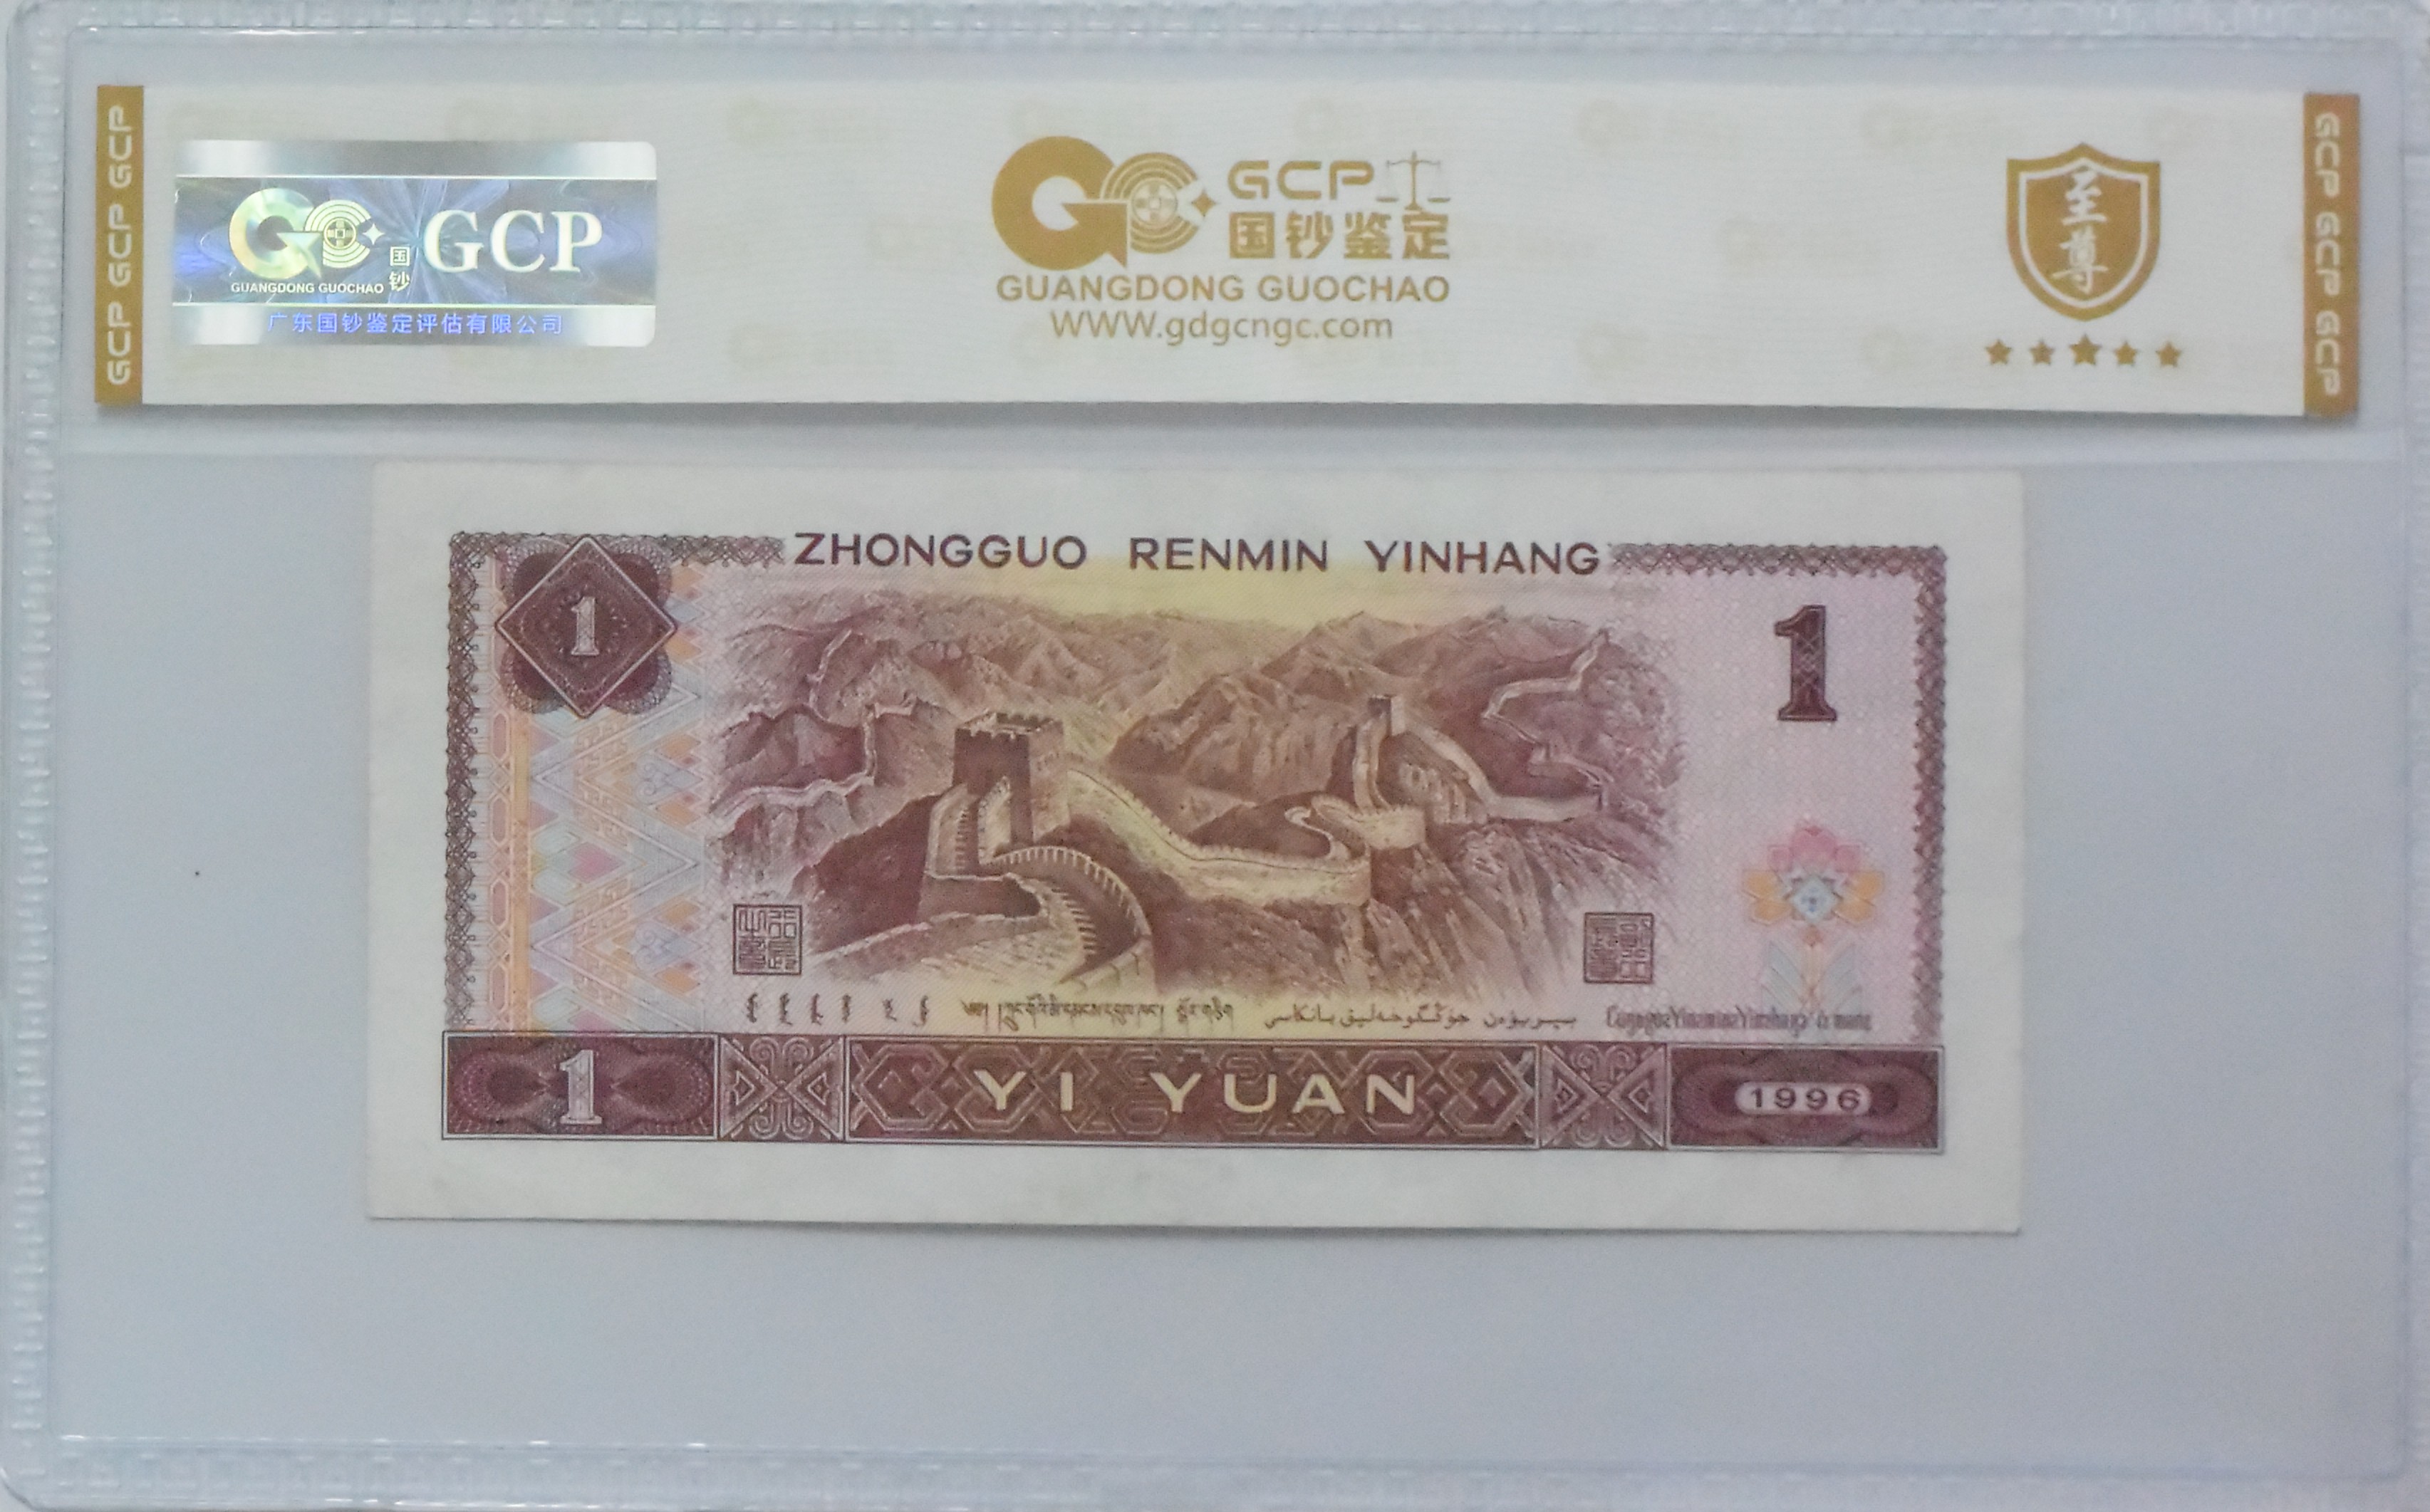 GCP GCP GCP
GCP
国钞
GUANGDONG GUOCHAO
广东国钞鉴定评估有限公司
GCP
国钞鉴定
GUANGDONG GUOCHAO
WWW.gdgcngc.com
至尊
GCP GCP GCP
ZHONGGUO RENMIN YINHANG
1
1
1
YI YUAN
1996